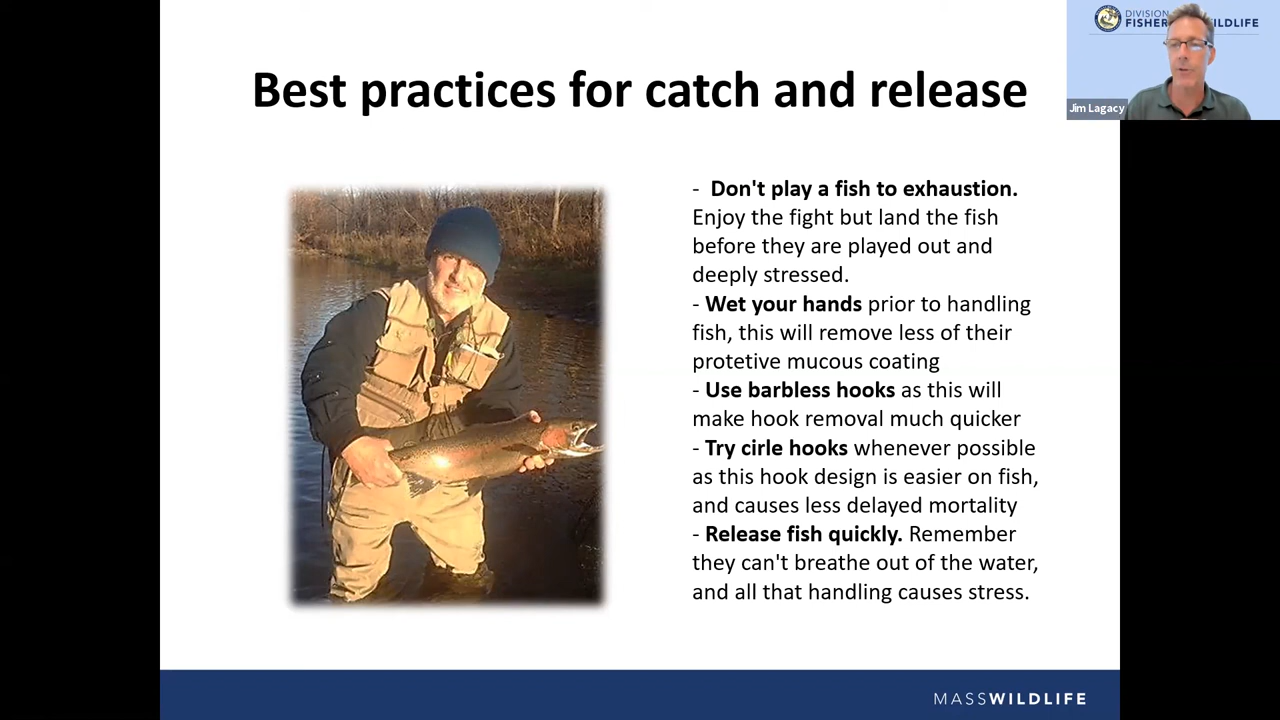 DIVISION
FISHER WILDLIFE
Jim Lagacy
Best practices for catch and release
- Don't play a fish to exhaustion.
Enjoy the fight but land the fish
before they are played out and
deeply stressed.
- Wet your hands prior to handling
fish, this will remove less of their
protetive mucous coating
- Use barbless hooks as this will
make hook removal much quicker
- Try cirle hooks whenever possible
as this hook design is easier on fish,
and causes less delayed mortality
- Release fish quickly. Remember
they can't breathe out of the water,
and all that handling causes stress.
MASSWILDLIFE